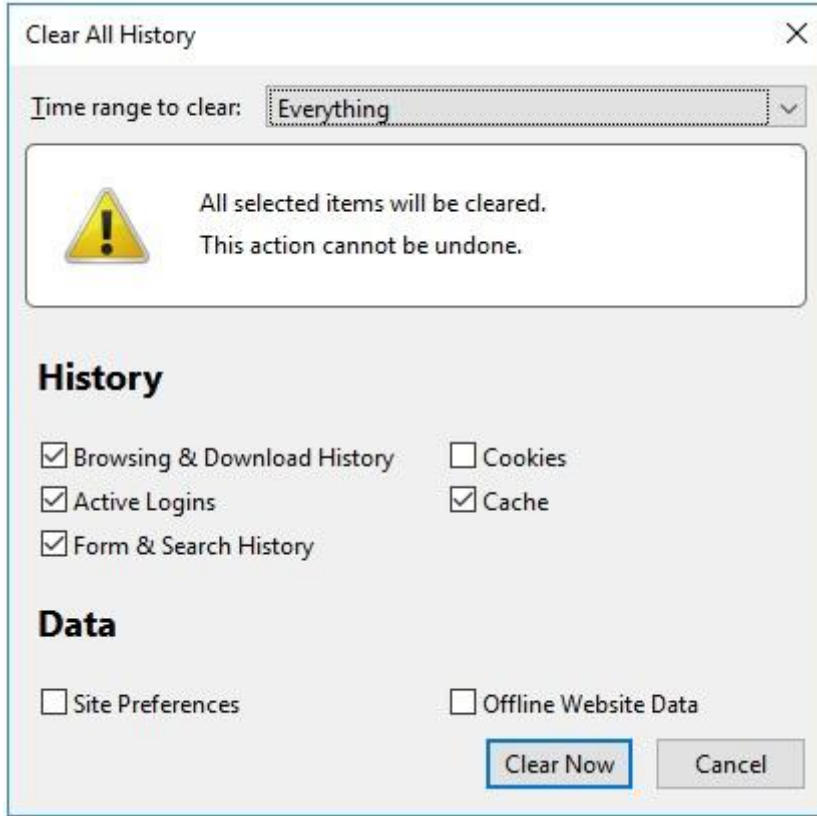 Clear All History
Time range to clear: Everything
All selected items will be cleared.
This action cannot be undone.
History
Browsing & Download History Cookies
Active Logins Cache
Form & Search History
Data
Site Preferences Offline Website Data
Clear Now Cancel